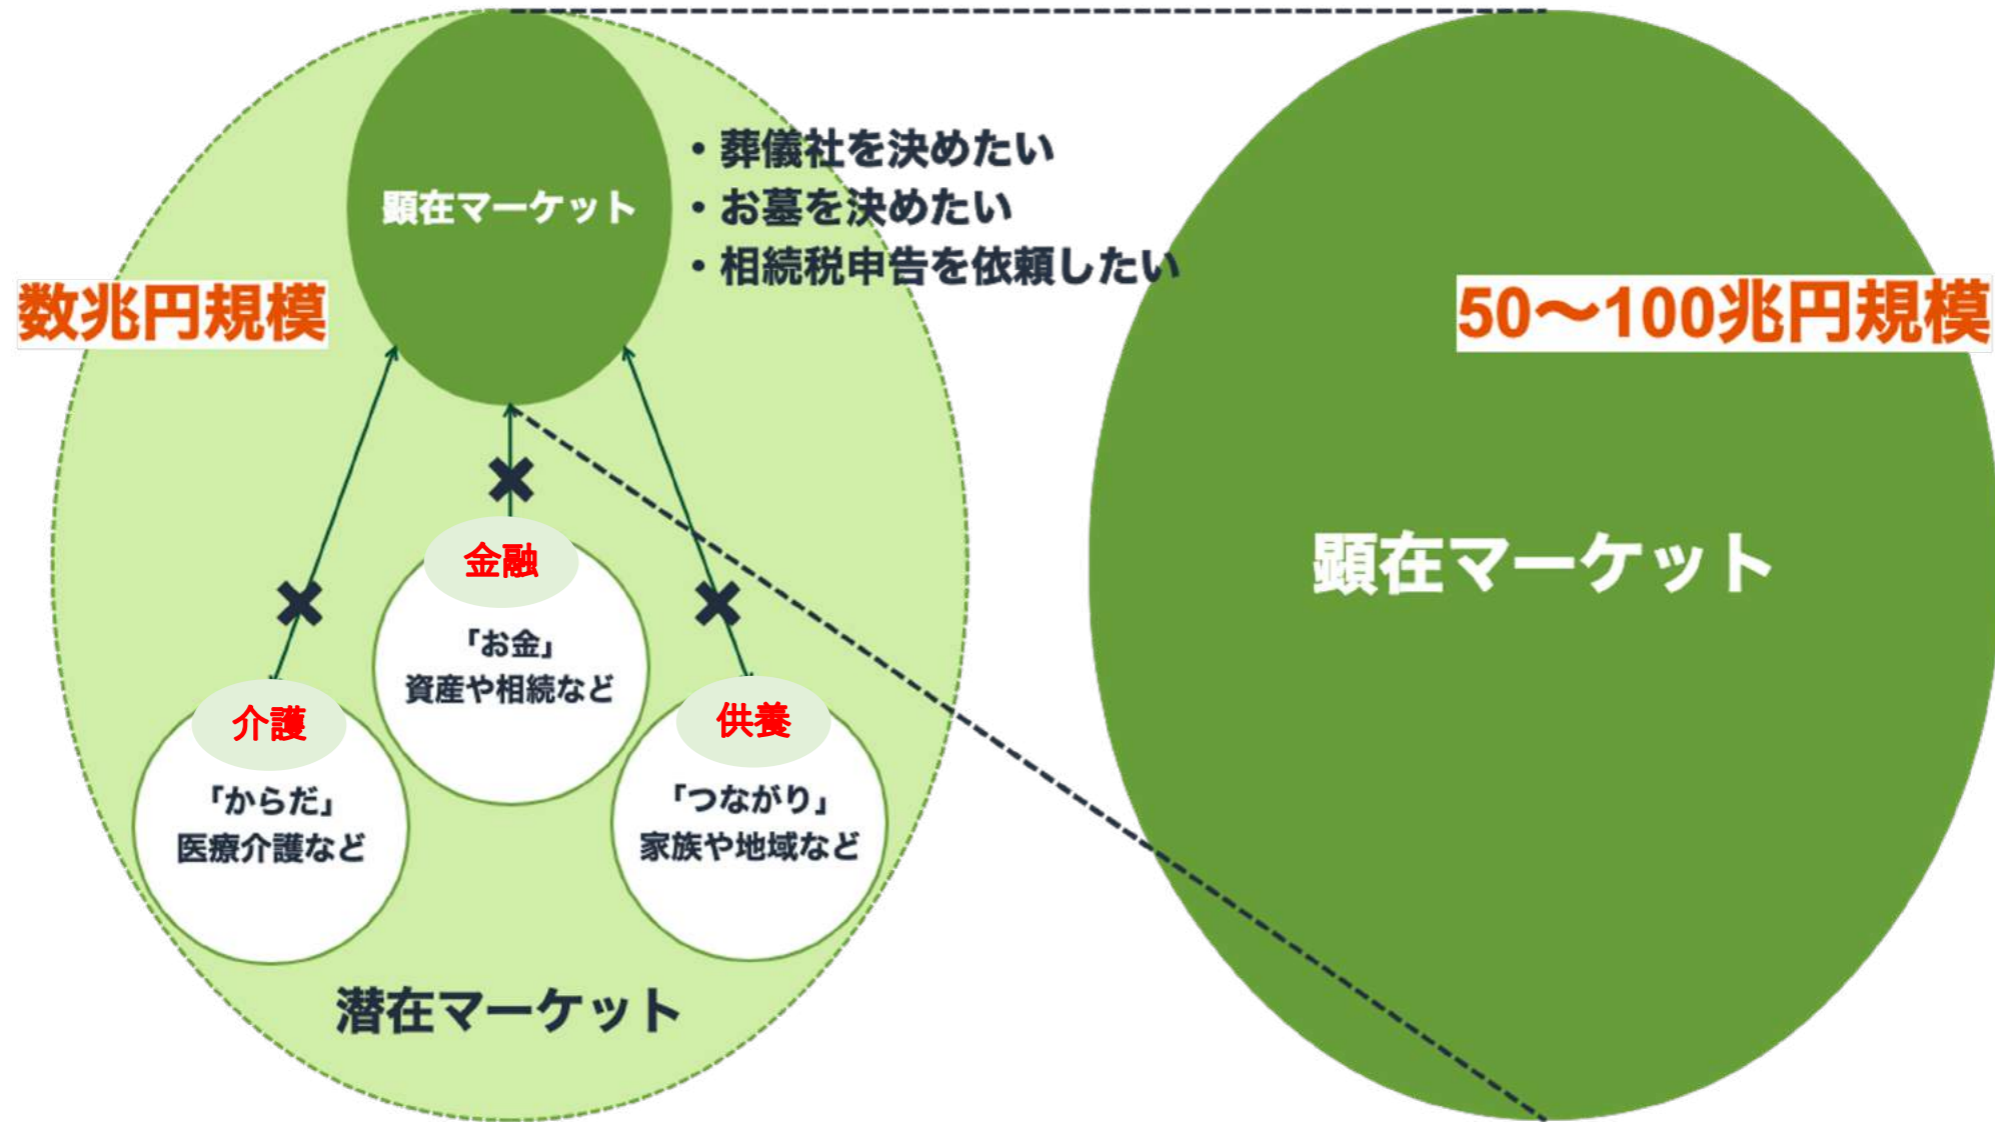 顕在マーケット
・葬儀社を決めたい
・お墓を決めたい
・相続税申告を依頼したい
数兆円規模
50〜100兆円規模
金融
「お金」
資産や相続など
介護
「からだ」
医療介護など
供養
「つながり」
家族や地域など
潜在マーケット
顕在マーケット